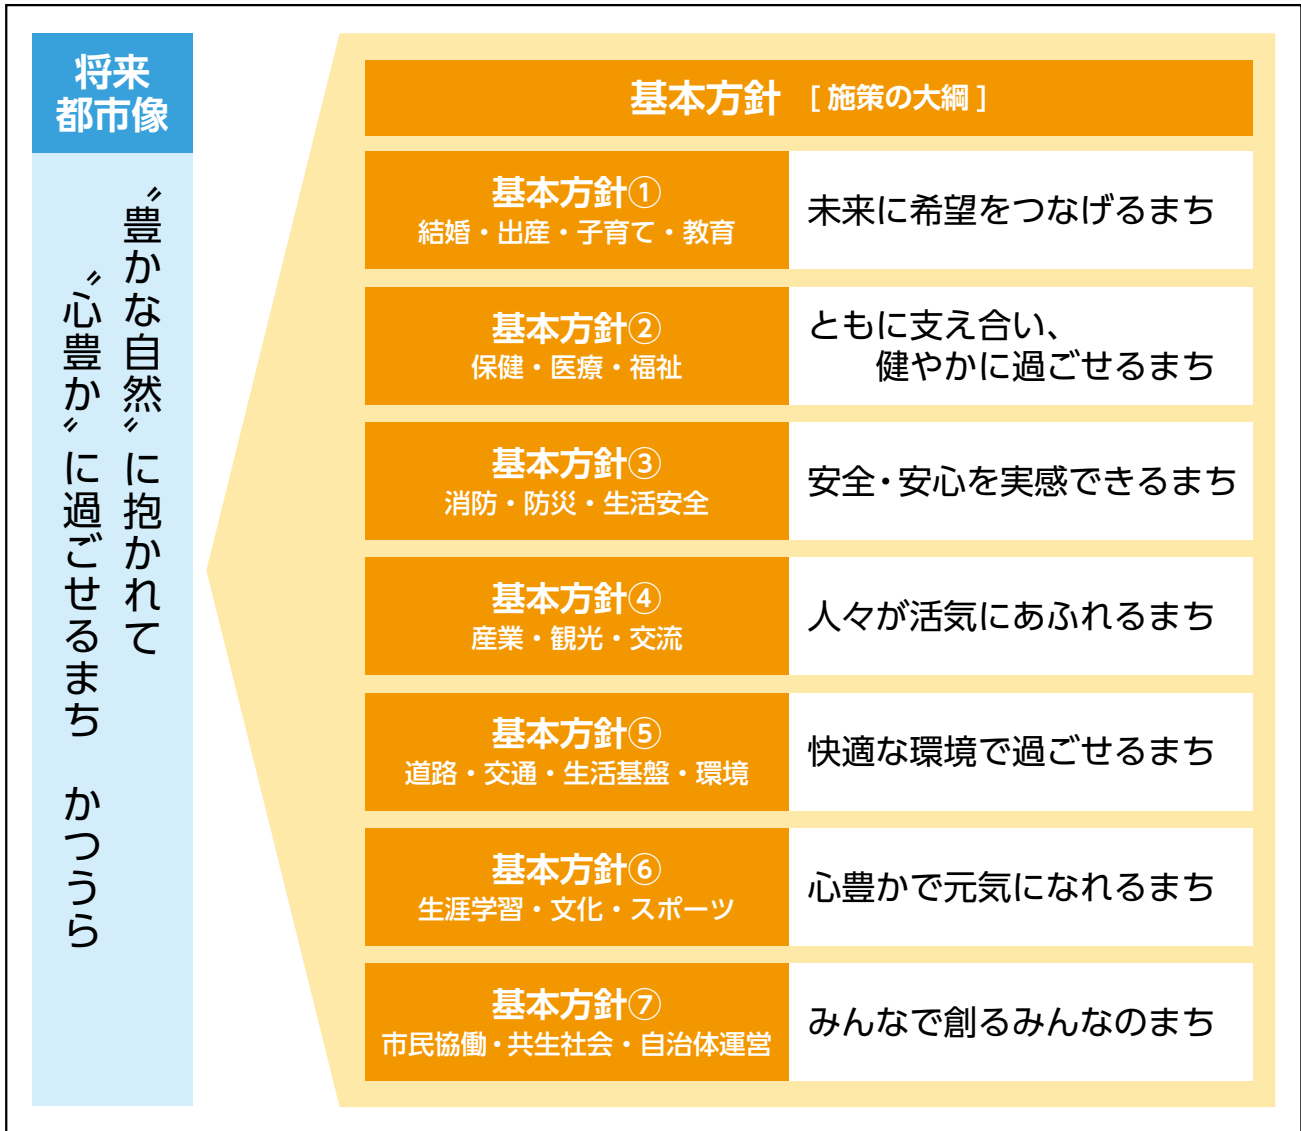 将来
都市像
〝豊かな自然〟に抱かれて
〝心豊か〟に過ごせるまち　かつうら
基本方針 [ 施策の大綱 ]
基本方針①
結婚・出産・子育て・教育
未来に希望をつなげるまち
基本方針②
保健・医療・福祉
ともに支え合い、
健やかに過ごせるまち
基本方針③
消防・防災・生活安全
安全・安心を実感できるまち
基本方針④
産業・観光・交流
人々が活気にあふれるまち
基本方針⑤
道路・交通・生活基盤・環境
快適な環境で過ごせるまち
基本方針⑥
生涯学習・文化・スポーツ
心豊かで元気になれるまち
基本方針⑦
市民協働・共生社会・自治体運営
みんなで創るみんなのまち